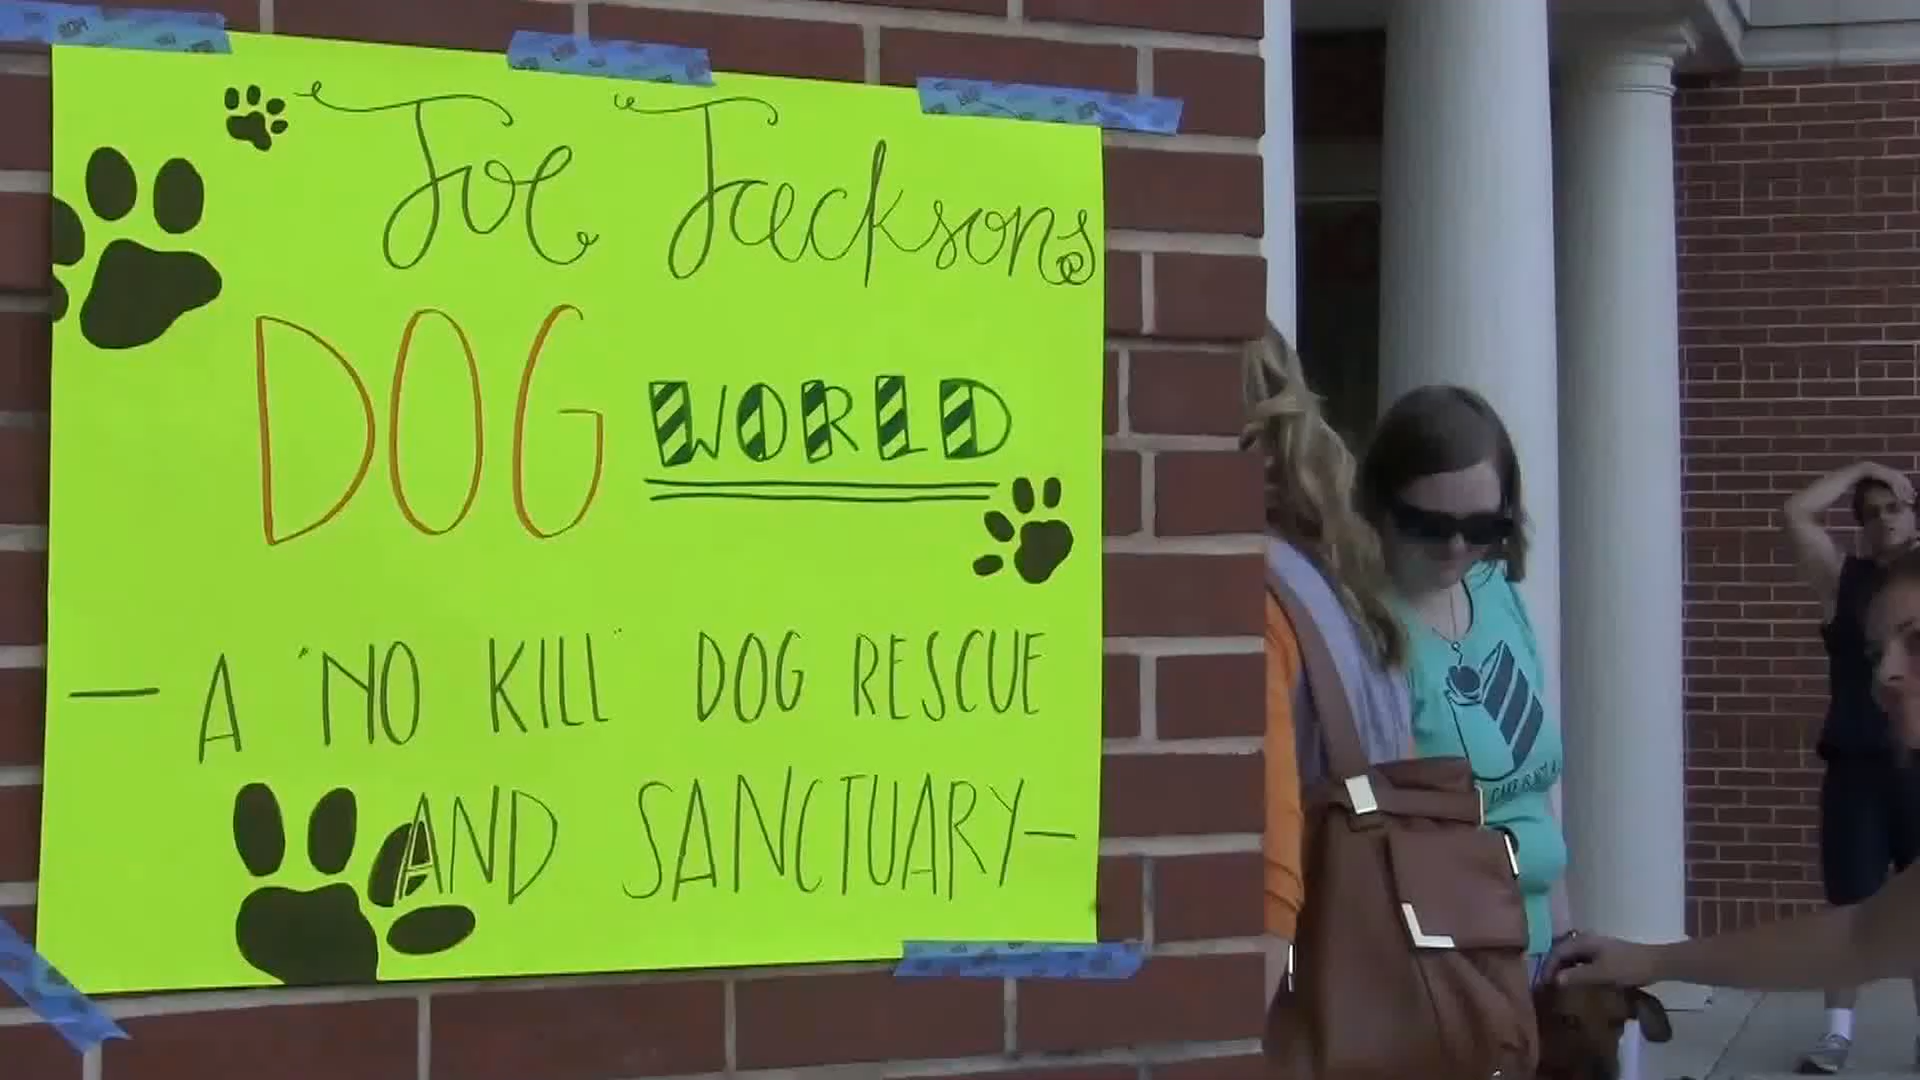 Joe Jacksons
DOG WORLD
— A "NO KILL" DOG RESCUE
AND SANCTUARY —